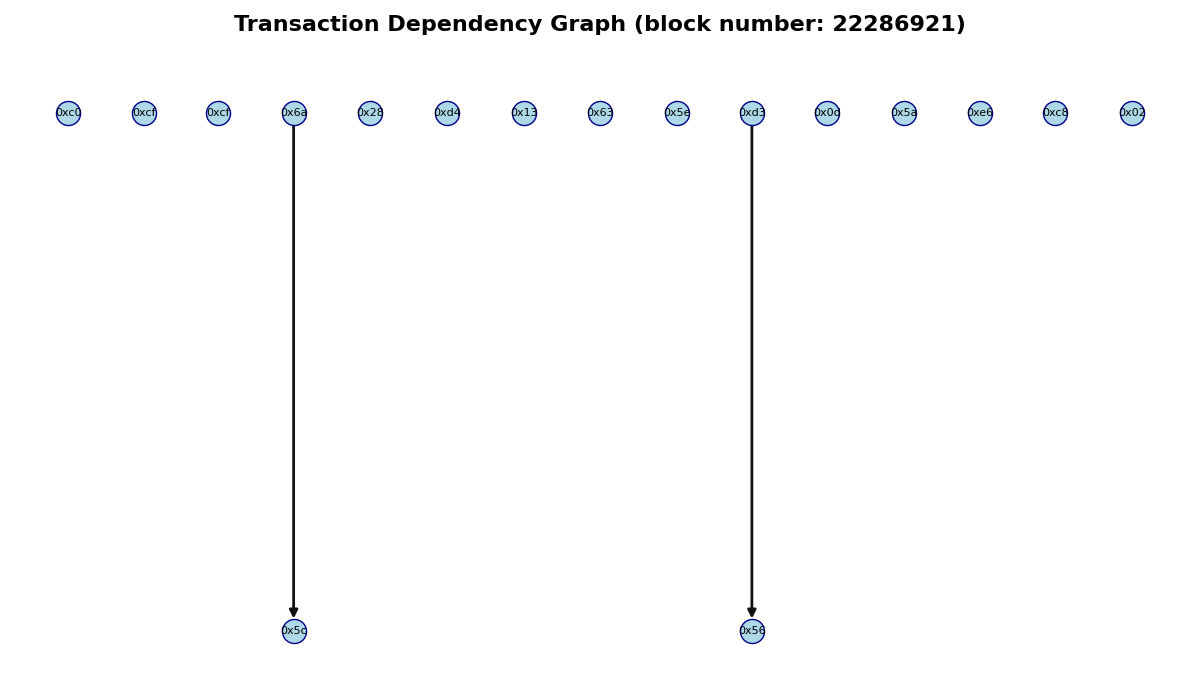 Transaction Dependency Graph (block number: 22286921)
0xc0 0xcf 0xcf 0x6a 0x28 0xd4 0x13 0x63 0x5e 0xd3 0x0d 0x5a 0xe6 0xc8 0x02
0x5c 0x56